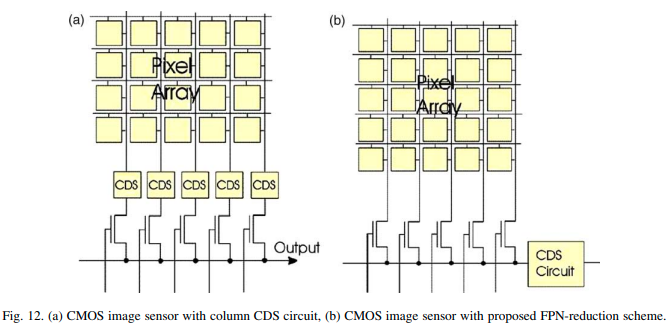 (a)
Pixel
Array
CDS CDS CDS CDS CDS
Output
(b)
Pixel
Array
CDS
Circuit
Fig. 12. (a) CMOS image sensor with column CDS circuit, (b) CMOS image sensor with proposed FPN-reduction scheme.